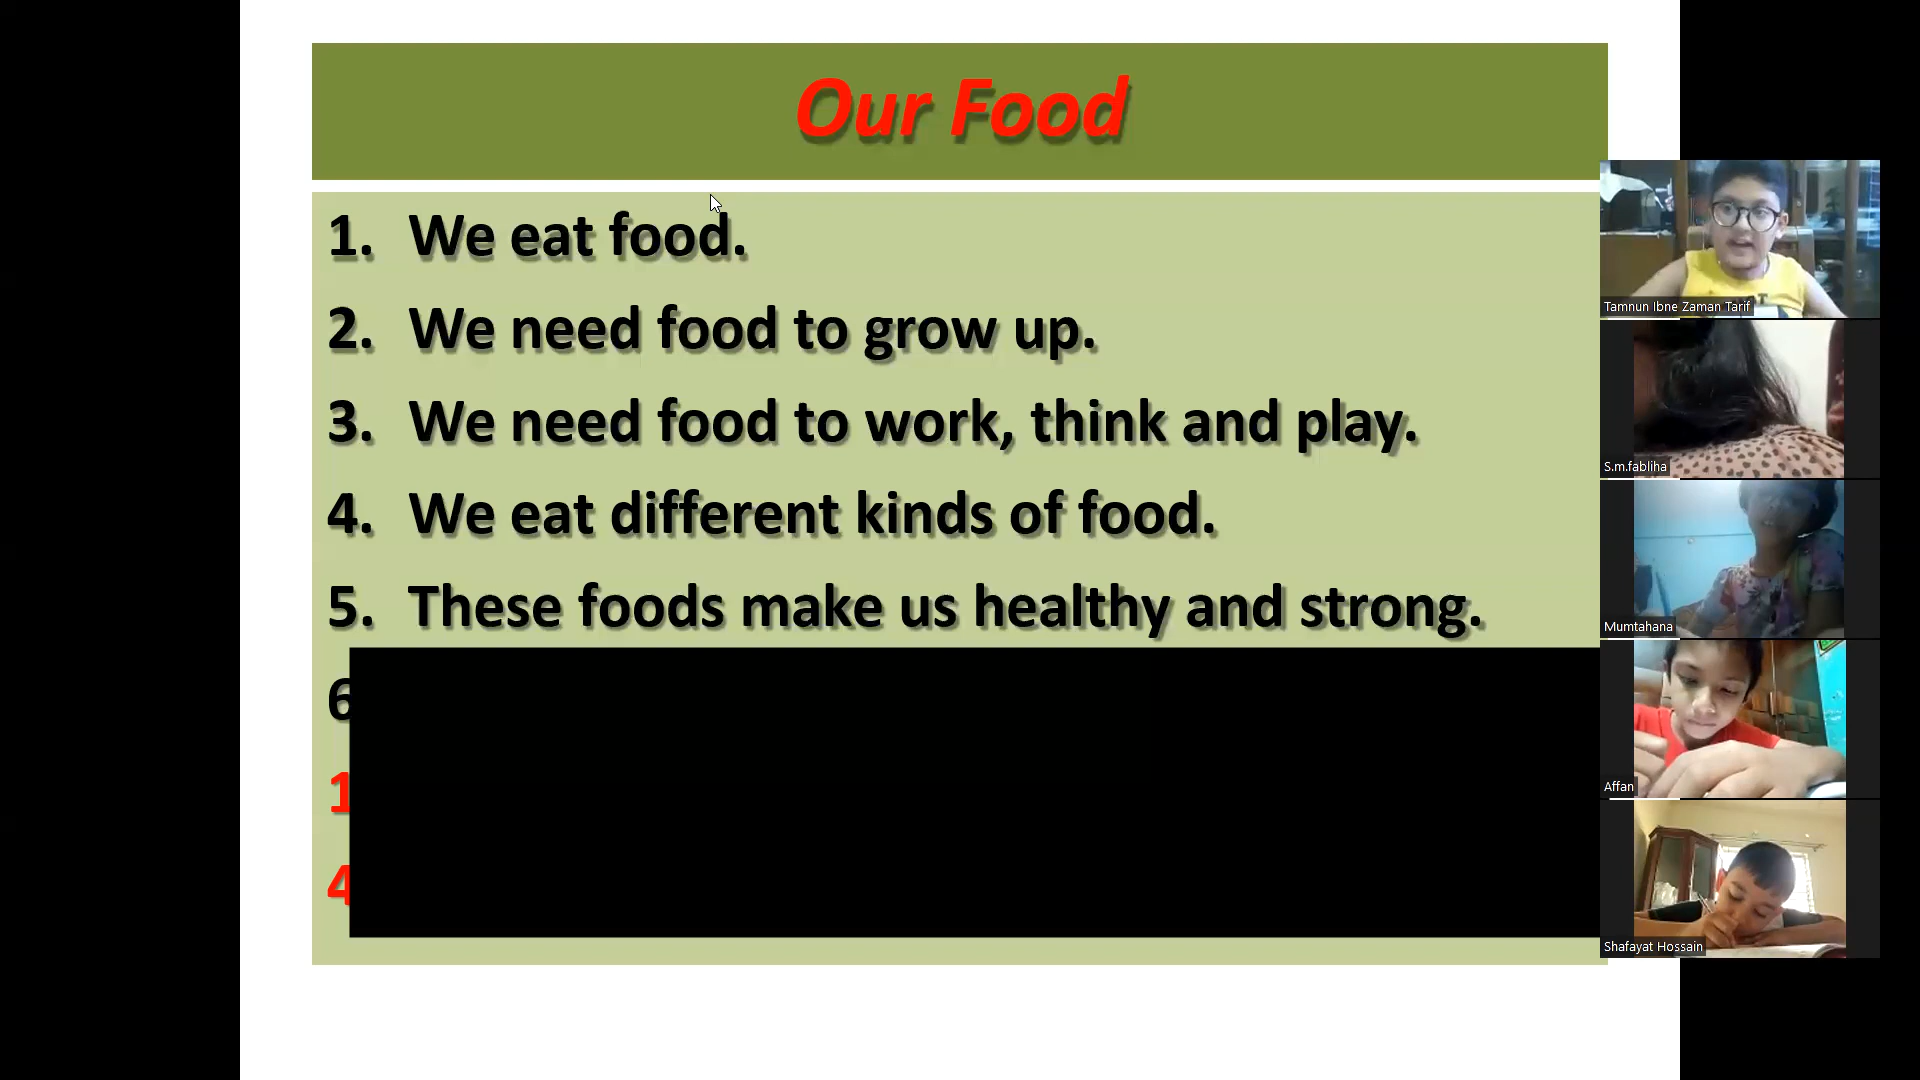 Our Food
1. We eat food.
2. We need food to grow up.
3. We need food to work, think and play.
4. We eat different kinds of food.
5. These foods make us healthy and strong.
6
1
4
Tamnun Ibne Zaman Tarif
S.m.fabliha
Mumtahana
Affan
Shafayat Hossain